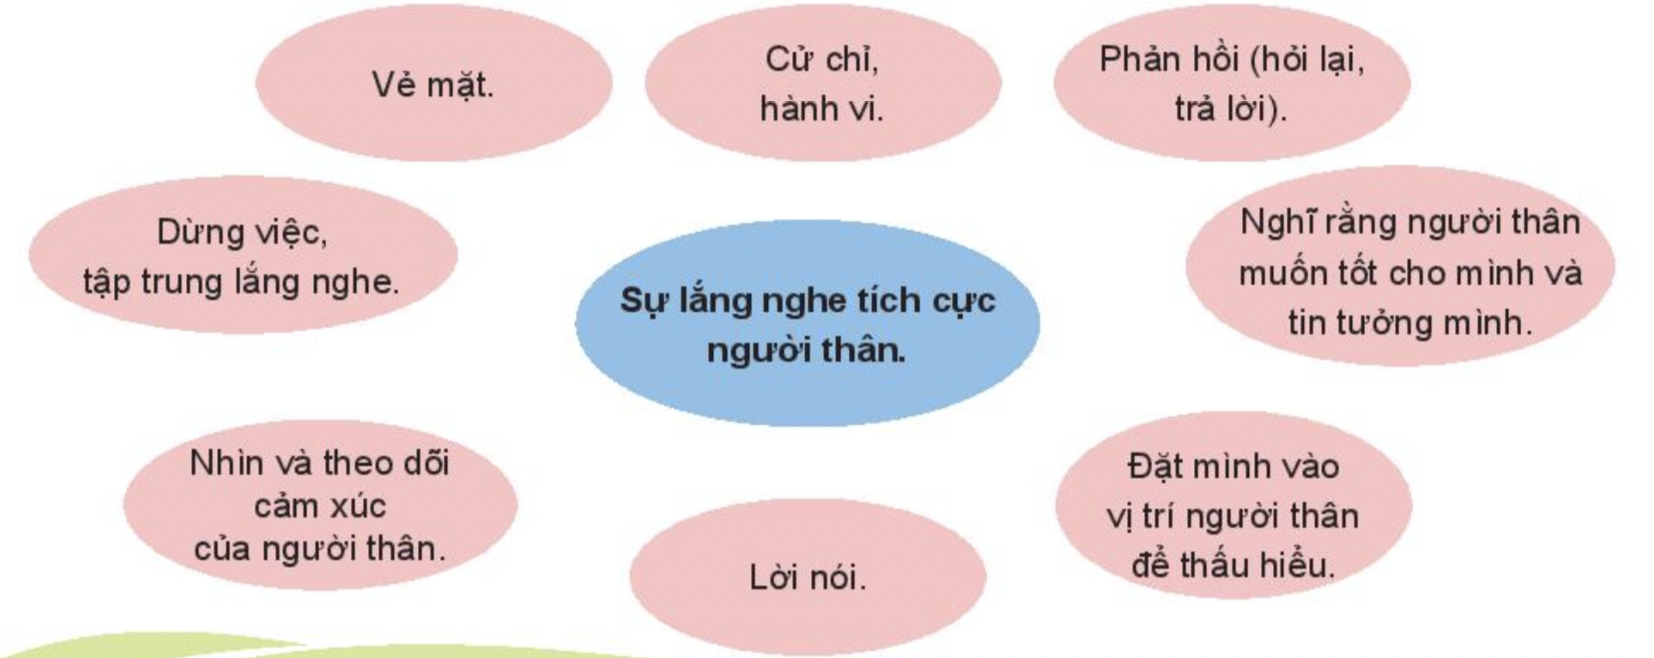 Vẻ mặt.
Cử chỉ,
hành vi.
Phản hồi (hỏi lại,
trả lời).
Dừng việc,
tập trung lắng nghe.
Sự lắng nghe tích cực
người thân.
Nghĩ rằng người thân
muốn tốt cho mình và
tin tưởng mình.
Nhìn và theo dõi
cảm xúc
của người thân.
Lời nói.
Đặt mình vào
vị trí người thân
để thấu hiểu.